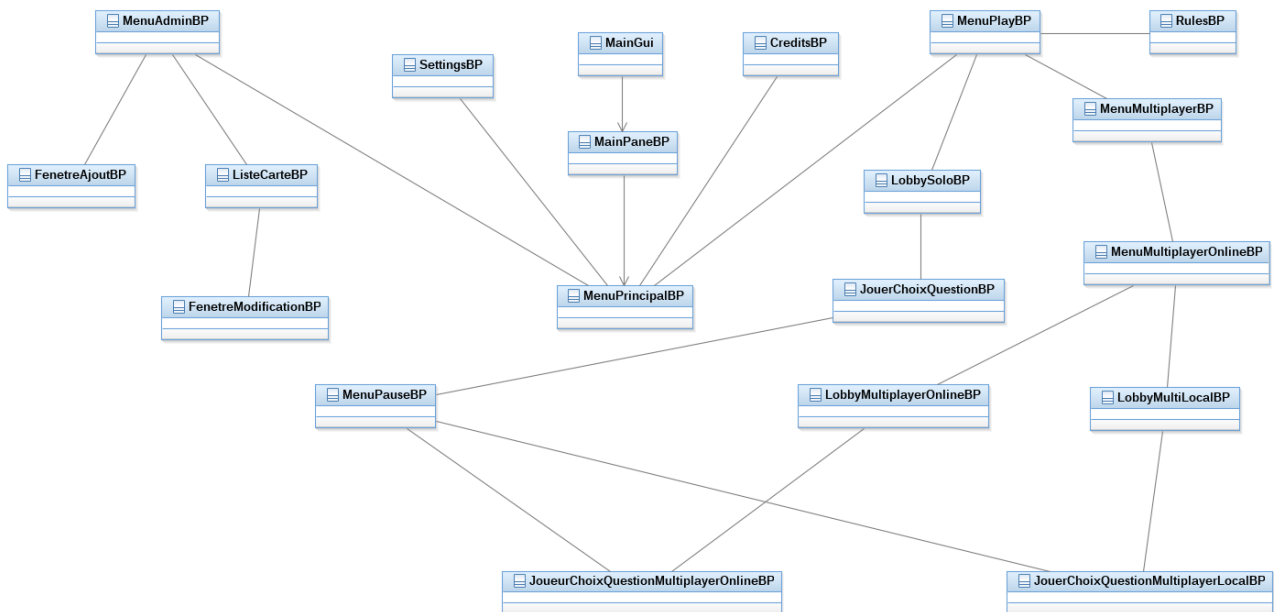 MenuAdminBP
MenuPlayBP
RulesBP
MainGui
CreditsBP
SettingsBP
MenuMultiplayerBP
MainPaneBP
FenetreAjoutBP
ListeCarteBP
LobbySoloBP
MenuMultiplayerOnlineBP
JouerChoixQuestionBP
MenuPrincipalBP
FenetreModificationBP
MenuPauseBP
LobbyMultiplayerOnlineBP
LobbyMultiLocalBP
JoueurChoixQuestionMultiplayerOnlineBP
JouerChoixQuestionMultiplayerLocalBP